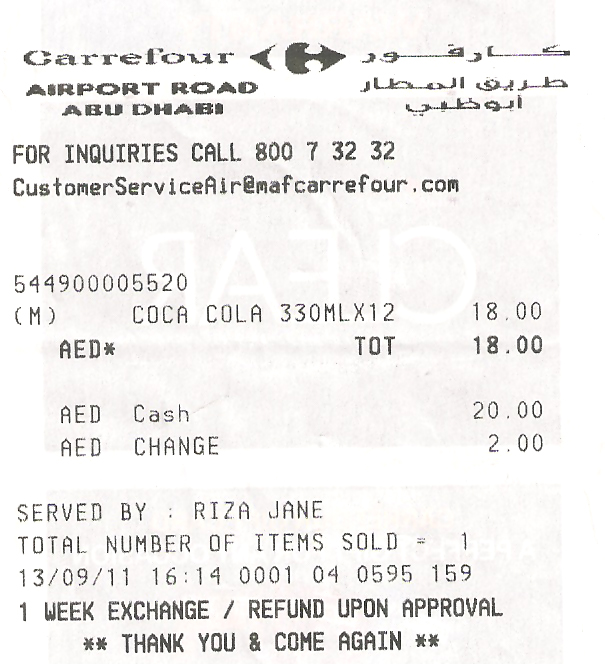 Carrefour كارفور
AIRPORT ROAD طريق المطار
ABU DHABI أبوظبي
FOR INQUIRIES CALL 800 7 32 32
CustomerServiceAir@mafcarrefour.com
544900005520
(M) COCA COLA 330MLX12 18.00
AED* TOT 18.00
AED Cash 20.00
AED CHANGE 2.00
SERVED BY : RIZA JANE
TOTAL NUMBER OF ITEMS SOLD = 1
13/09/11 16:14 0001 04 0595 159
1 WEEK EXCHANGE / REFUND UPON APPROVAL
** THANK YOU & COME AGAIN **